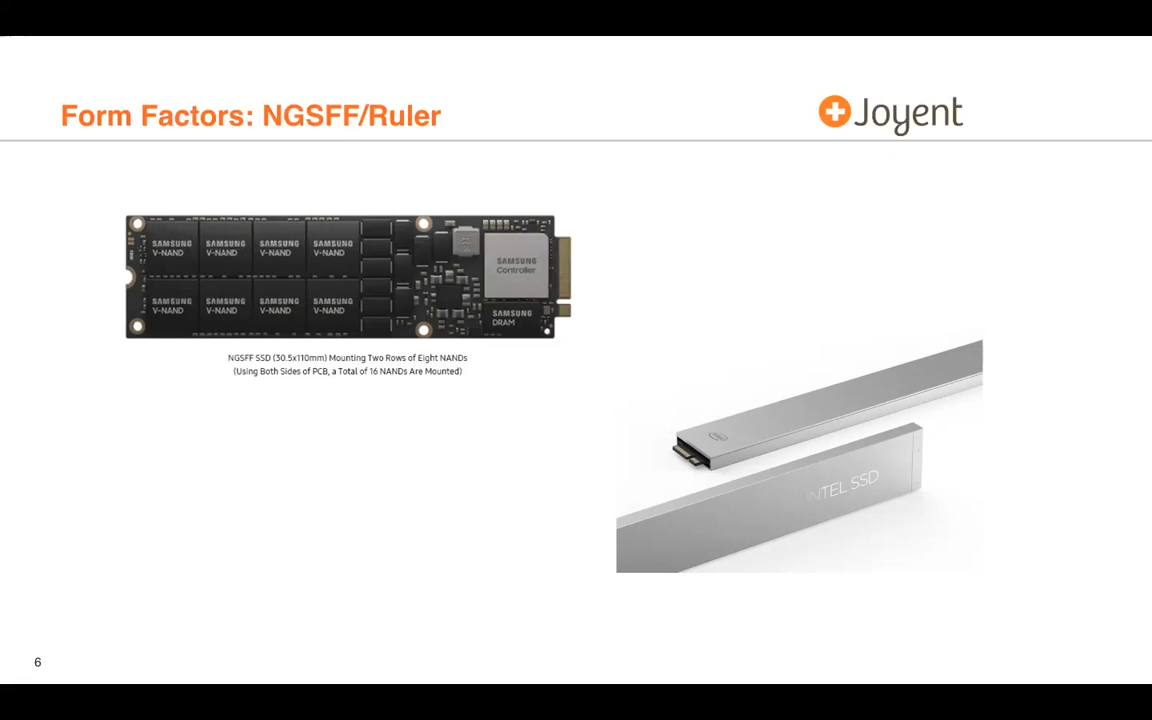 Form Factors: NGSFF/Ruler
Joyent
SAMSUNG V-NAND
SAMSUNG V-NAND
SAMSUNG V-NAND
SAMSUNG V-NAND
SAMSUNG Controller
SAMSUNG V-NAND
SAMSUNG V-NAND
SAMSUNG V-NAND
SAMSUNG V-NAND
SAMSUNG DRAM
NGSFF SSD (30.5x110mm) Mounting Two Rows of Eight NANDs
(Using Both Sides of PCB, a Total of 16 NANDs Are Mounted)
INTEL SSD
6